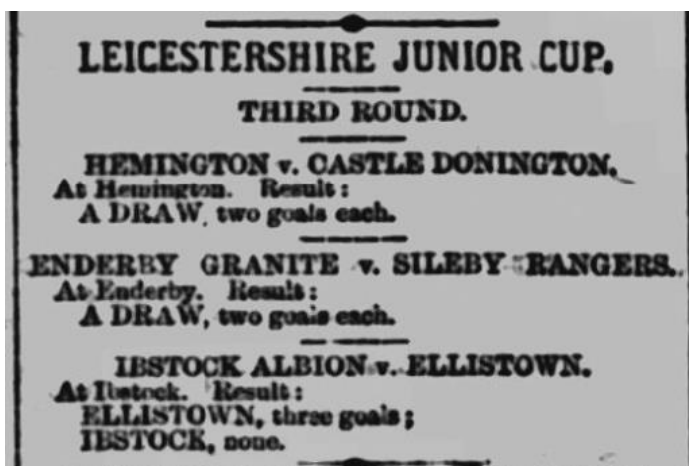 LEICESTERSHIRE JUNIOR CUP.
THIRD ROUND.
HEMINGTON v. CASTLE DONINGTON.
At Hemington. Result:
A DRAW, two goals each.
ENDERBY GRANITE v. SILEBY RANGERS.
At Enderby. Result:
A DRAW, two goals each.
IBSTOCK ALBION v. ELLISTOWN.
At Ibstock. Result:
ELLISTOWN, three goals;
IBSTOCK, none.